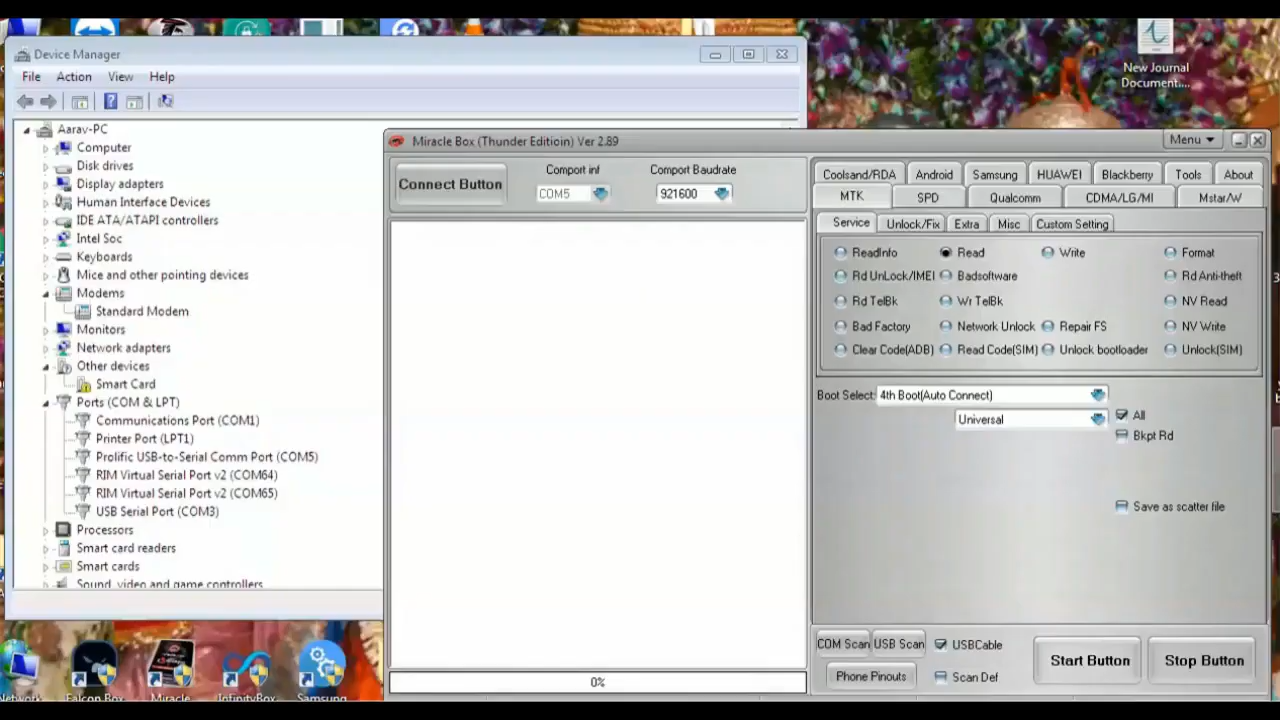 New Journal
Document....
Device Manager
File Action View Help
Aarav-PC
Computer
Disk drives
Display adapters
Human Interface Devices
IDE ATA/ATAPI controllers
Intel Soc
Keyboards
Mice and other pointing devices
Modems
Standard Modem
Monitors
Network adapters
Other devices
Smart Card
Ports (COM & LPT)
Communications Port (COM1)
Printer Port (LPT1)
Prolific USB-to-Serial Comm Port (COM5)
RIM Virtual Serial Port v2 (COM64)
RIM Virtual Serial Port v2 (COM65)
USB Serial Port (COM3)
Processors
Smart card readers
Smart cards
Sound, video and game controllers
Miracle Box (Thunder Editioin) Ver 2.89
Menu
Connect Button
Comport inf
COM5
Comport Baudrate
921600
0%
Coolsand/RDA Android Samsung HUAWEI Blackberry Tools About
MTK SPD Qualcomm CDMA/LG/MI Mstar/W
Service Unlock/Fix Extra Misc Custom Setting
ReadInfo Read Write Format
Rd UnLock/IMEI Badsoftware Rd Anti-theft
Rd TelBk Wr TelBk NV Read
Bad Factory Network Unlock Repair FS NV Write
Clear Code(ADB) Read Code(SIM) Unlock bootloader Unlock(SIM)
Boot Select: 4th Boot(Auto Connect)
Universal All
Bkpt Rd
Save as scatter file
COM Scan USB Scan USBCable
Phone Pinouts Scan Def
Start Button Stop Button
Network Falcon Box Miracle InfinityBox Samsung